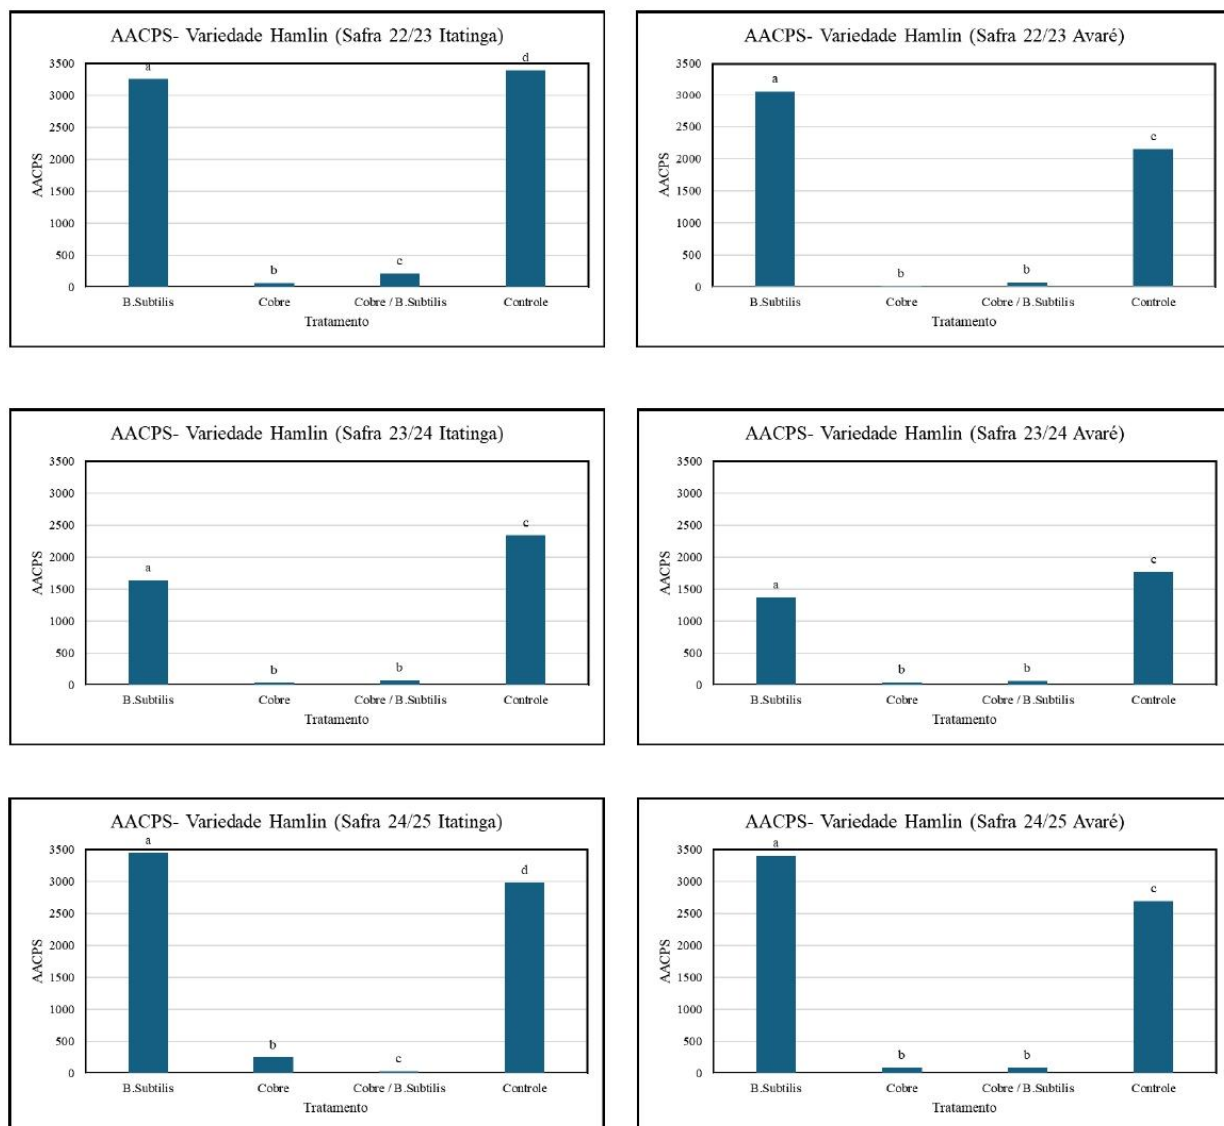 AACPS- Variedade Hamlin (Safra 22/23 Itatinga)
3500
3000
2500
2000
1500
1000
500
0
AACPS
a
b
c
d
B.Subtilis
Cobre
Cobre / B.Subtilis
Controle
Tratamento
AACPS- Variedade Hamlin (Safra 22/23 Avaré)
3500
3000
2500
2000
1500
1000
500
0
AACPS
a
b
b
c
B.Subtilis
Cobre
Cobre / B.Subtilis
Controle
Tratamento
AACPS- Variedade Hamlin (Safra 23/24 Itatinga)
3500
3000
2500
2000
1500
1000
500
0
AACPS
a
b
b
c
B.Subtilis
Cobre
Cobre / B.Subtilis
Controle
Tratamento
AACPS- Variedade Hamlin (Safra 23/24 Avaré)
3500
3000
2500
2000
1500
1000
500
0
AACPS
a
b
b
c
B.Subtilis
Cobre
Cobre / B.Subtilis
Controle
Tratamento
AACPS- Variedade Hamlin (Safra 24/25 Itatinga)
3500
3000
2500
2000
1500
1000
500
0
AACPS
a
b
c
d
B.Subtilis
Cobre
Cobre / B.Subtilis
Controle
Tratamento
AACPS- Variedade Hamlin (Safra 24/25 Avaré)
3500
3000
2500
2000
1500
1000
500
0
AACPS
a
b
b
c
B.Subtilis
Cobre
Cobre / B.Subtilis
Controle
Tratamento